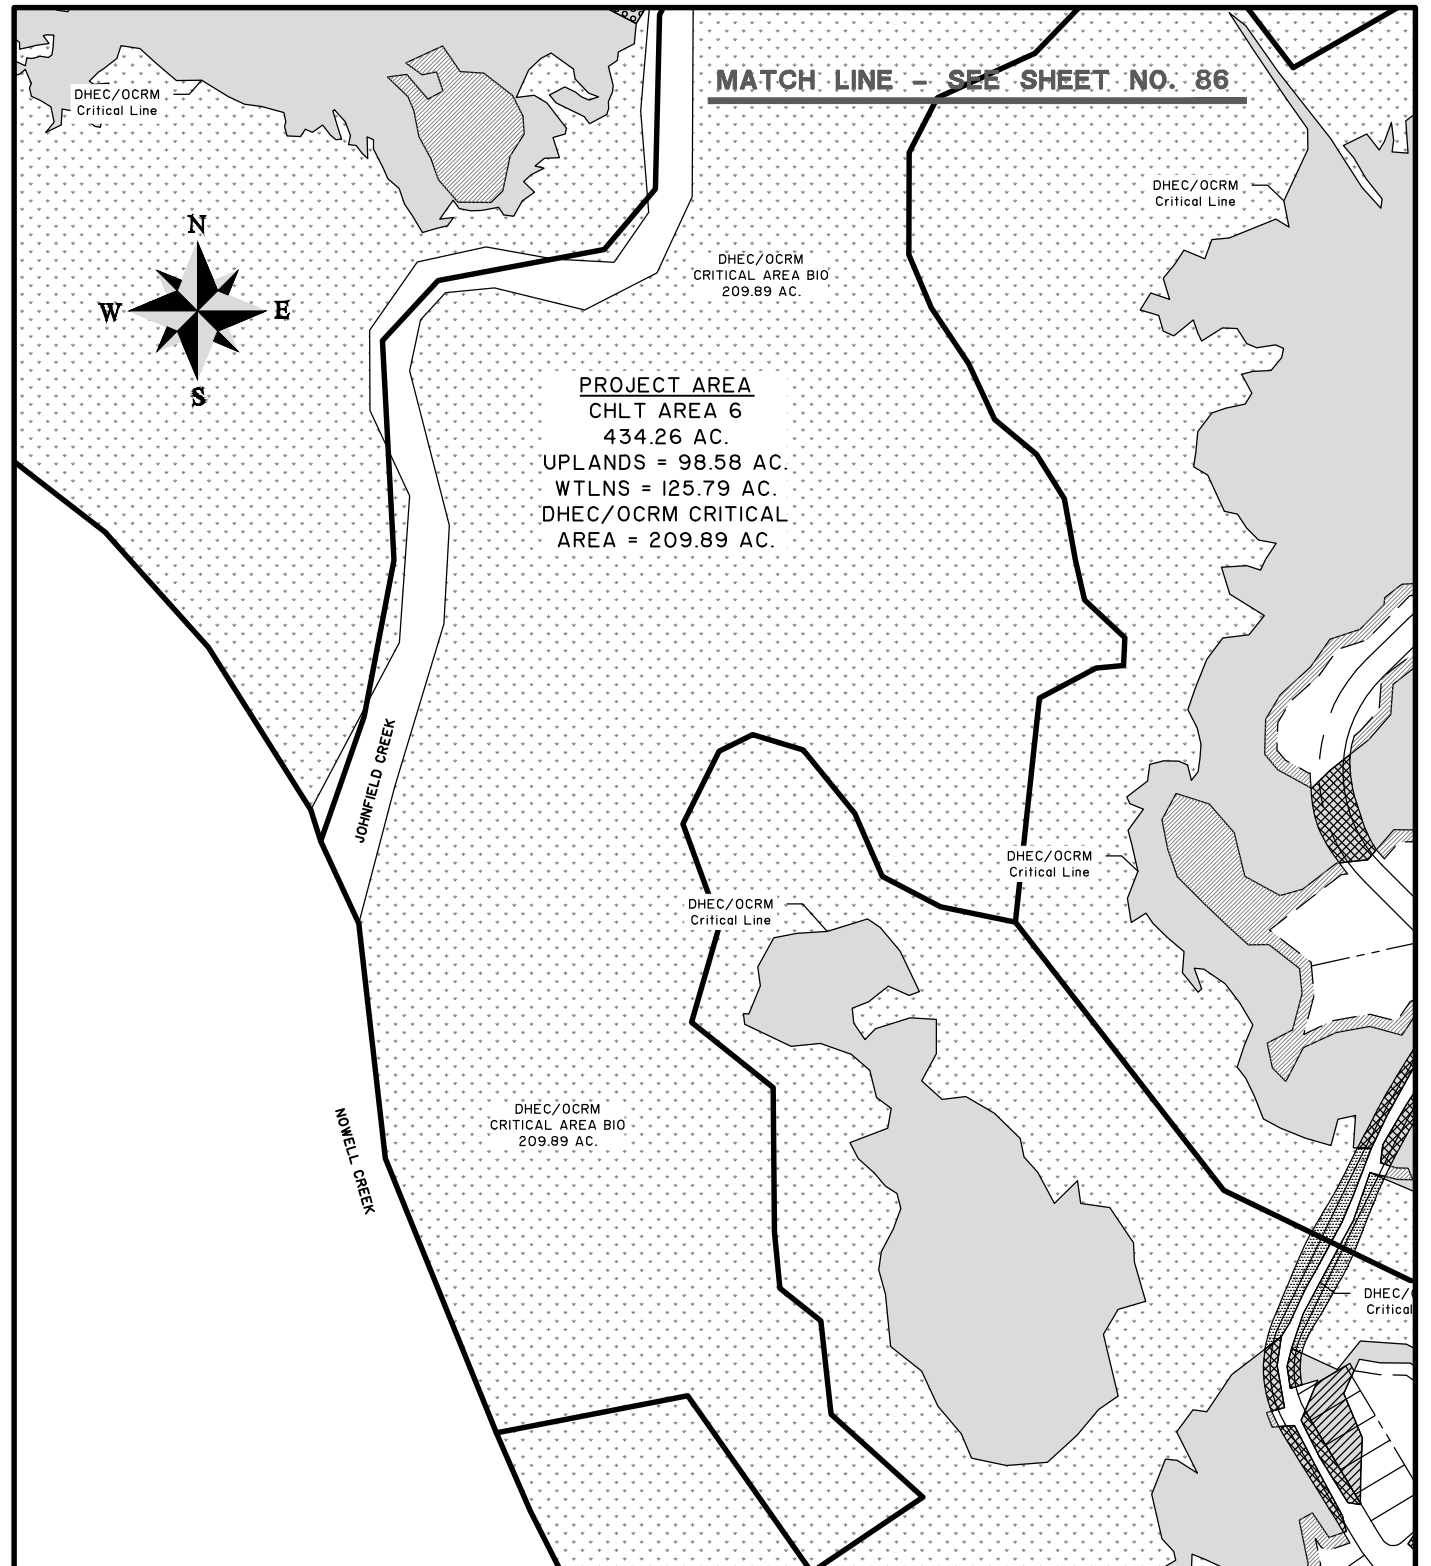 MATCH LINE - SEE SHEET NO. 86
DHEC/OCRM
Critical Line
DHEC/OCRM
Critical Line
N
W
E
S
DHEC/OCRM
CRITICAL AREA BIO
209.89 AC.
PROJECT AREA
CHLT AREA 6
434.26 AC.
UPLANDS = 98.58 AC.
WTLNS = 125.79 AC.
DHEC/OCRM CRITICAL
AREA = 209.89 AC.
JOHNFIELD CREEK
DHEC/OCRM
Critical Line
DHEC/OCRM
Critical Line
DHEC/OCRM
CRITICAL AREA BIO
209.89 AC.
NOWELL CREEK
DHEC/
Critical